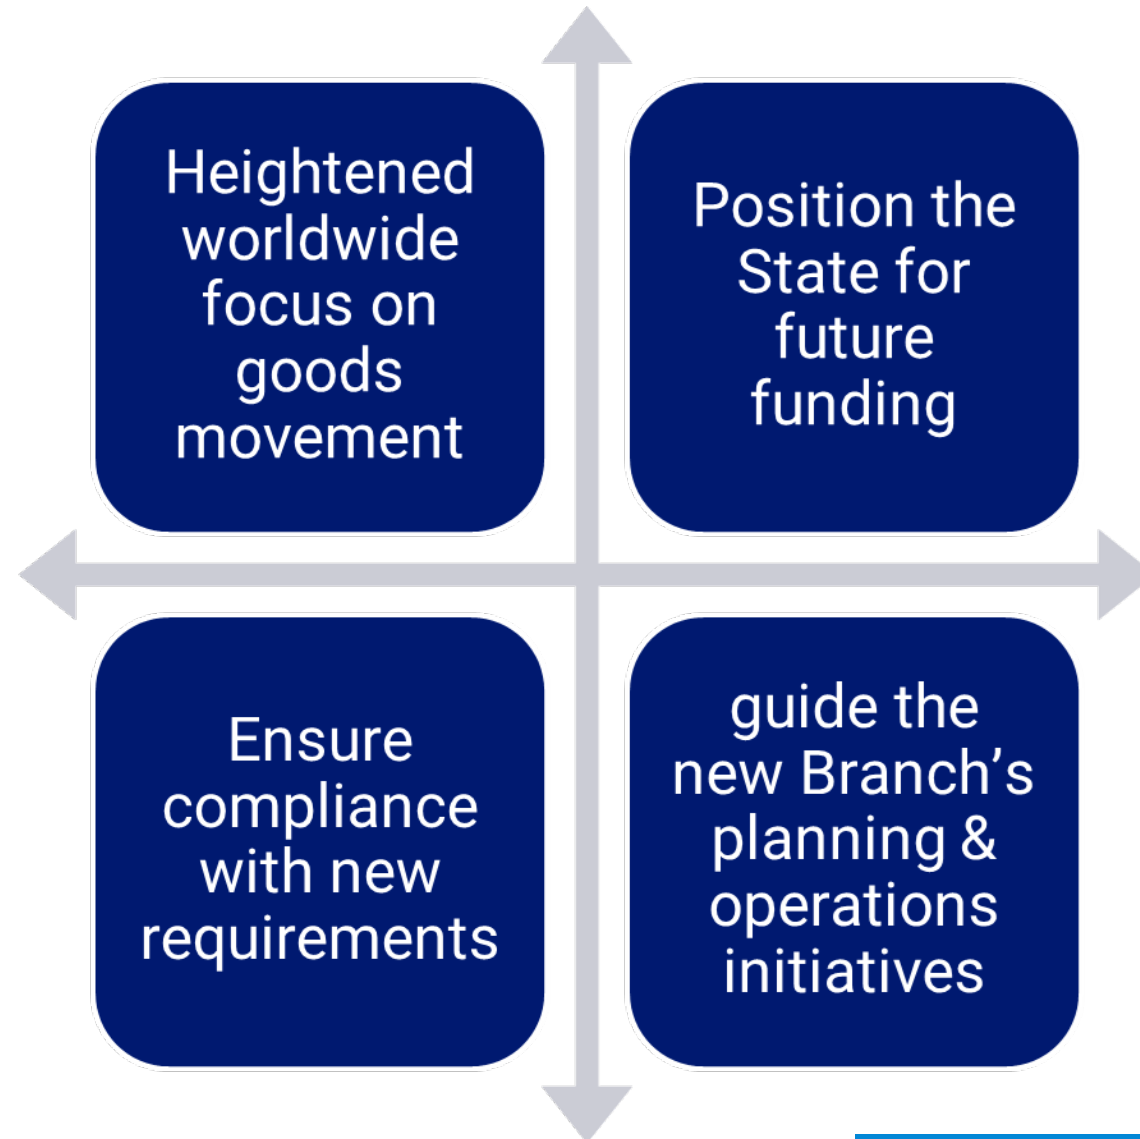 Heightened
worldwide
focus on
goods
movement
Position the
State for
future
funding
Ensure
compliance
with new
requirements
guide the
new Branch’s
planning &
operations
initiatives